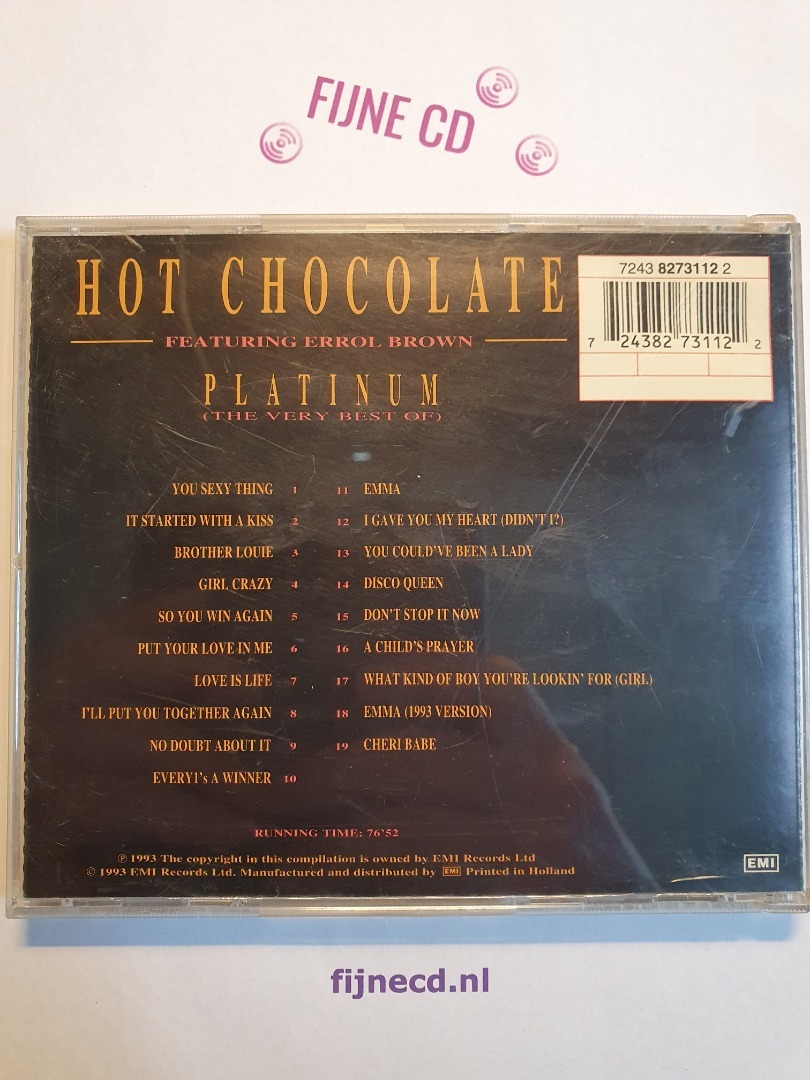 FIJNE CD
HOT CHOCOLATE
FEATURING ERROL BROWN
PLATINUM
(THE VERY BEST OF)
7243 8273112 2
7 24382 73112 2
YOU SEXY THING 1
IT STARTED WITH A KISS 2
BROTHER LOUIE 3
GIRL CRAZY 4
SO YOU WIN AGAIN 5
PUT YOUR LOVE IN ME 6
LOVE IS LIFE 7
I'LL PUT YOU TOGETHER AGAIN 8
NO DOUBT ABOUT IT 9
EVERY1's A WINNER 10
11 EMMA
12 I GAVE YOU MY HEART (DIDN'T I?)
13 YOU COULD'VE BEEN A LADY
14 DISCO QUEEN
15 DON'T STOP IT NOW
16 A CHILD'S PRAYER
17 WHAT KIND OF BOY YOU'RE LOOKIN' FOR (GIRL)
18 EMMA (1993 VERSION)
19 CHERI BABE
RUNNING TIME: 76'52
℗ 1993 The copyright in this compilation is owned by EMI Records Ltd
© 1993 EMI Records Ltd. Manufactured and distributed by EMI Printed in Holland
EMI
fijnecd.nl